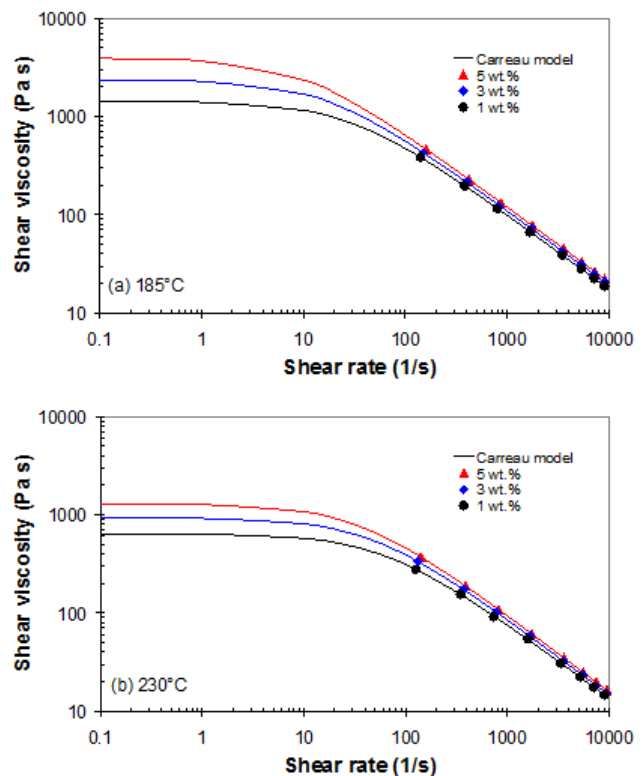 10000
1000
100
10
Shear viscosity (Pa s)
Carreau model
5 wt.%
3 wt.%
1 wt.%
(a) 185°C
0.1 1 10 100 1000 10000
Shear rate (1/s)
10000
1000
100
10
Shear viscosity (Pa s)
Carreau model
5 wt.%
3 wt.%
1 wt.%
(b) 230°C
0.1 1 10 100 1000 10000
Shear rate (1/s)